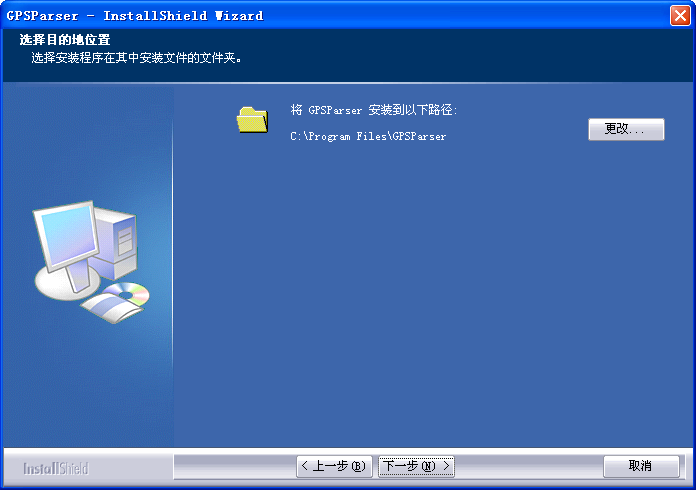 GPSParser - InstallShield Wizard
选择目的地位置
选择安装程序在其中安装文件的文件夹。
将 GPSParser 安装到以下路径:
C:\Program Files\GPSParser
更改...
InstallShield
< 上一步(B)
下一步(N) >
取消